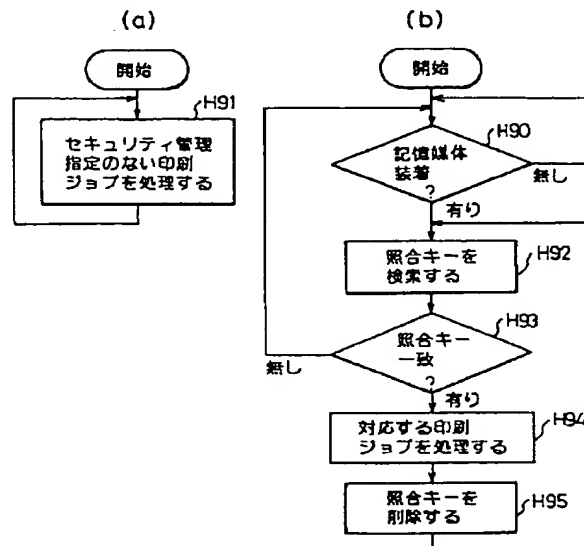 (a)
開始
H91
セキュリティ管理
指定のない印刷
ジョブを処理する
(b)
開始
H90
記憶媒体
装着
?
無し
有り
照合キーを
検索する
H92
H93
照合キー
一致
?
無し
有り
対応する印刷
ジョブを処理する
H94
照合キーを
削除する
H95